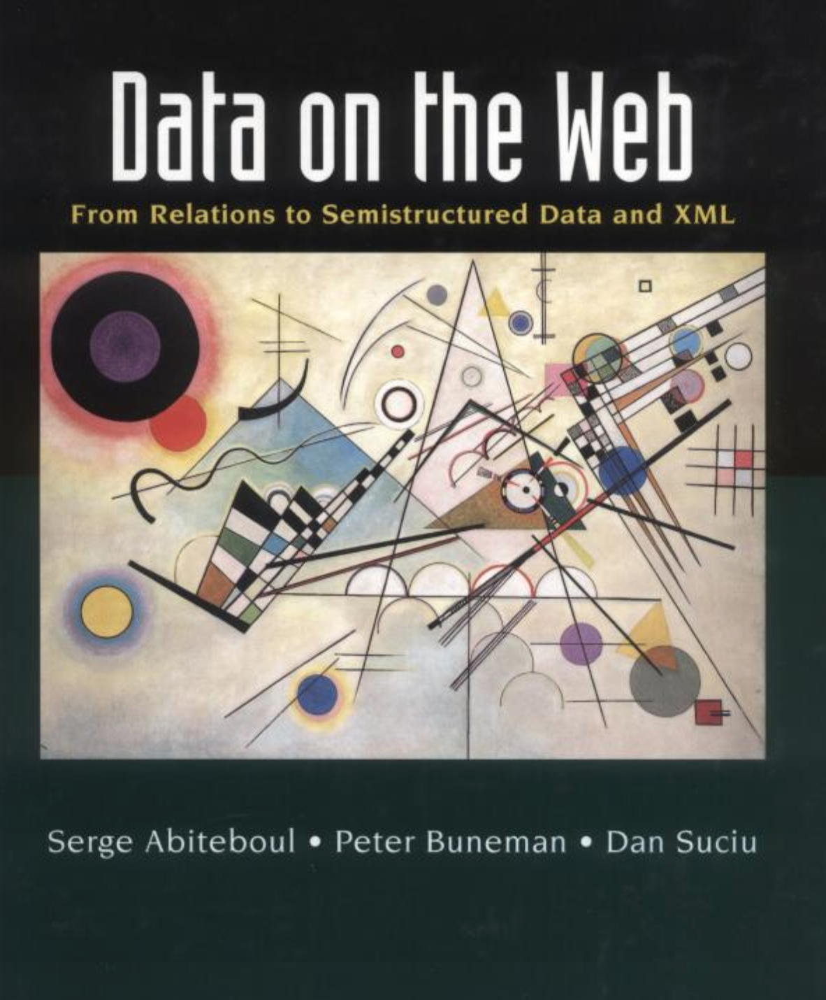 Data on the Web
From Relations to Semistructured Data and XML
Serge Abiteboul • Peter Buneman • Dan Suciu